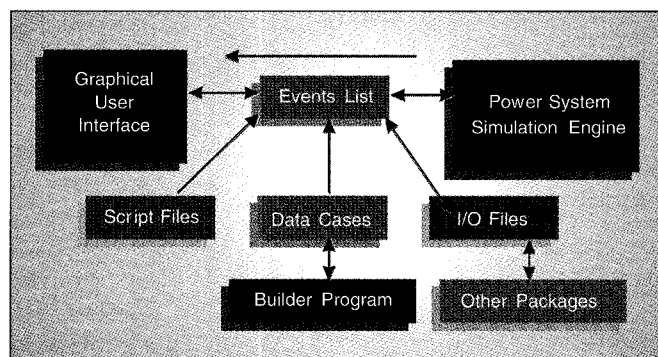 Graphical
User
Interface
Events List
Power System
Simulation Engine
Script Files
Data Cases
I/O Files
Builder Program
Other Packages